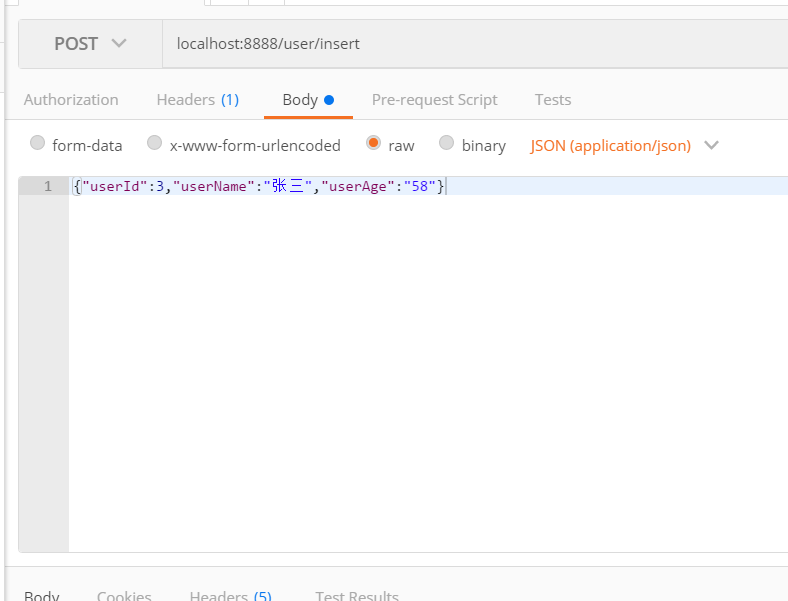 POST localhost:8888/user/insert
Authorization Headers (1) Body Pre-request Script Tests
form-data x-www-form-urlencoded raw binary JSON (application/json)
1 {"userId":3,"userName":"张三","userAge":"58"}
Body Cookies Headers (5) Test Results